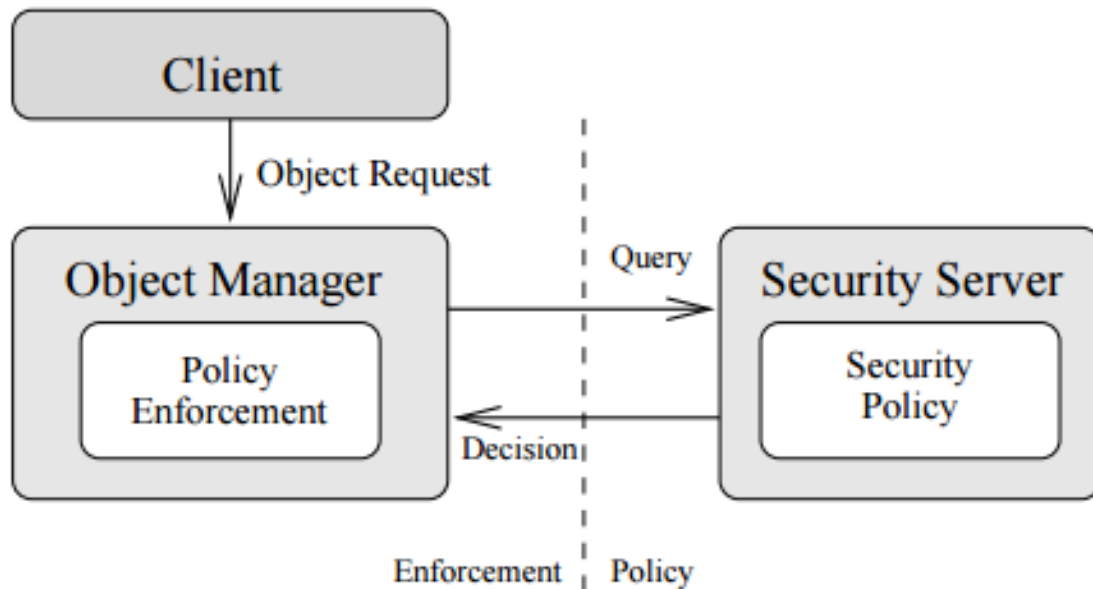 Client
Object Request
Object Manager
Policy
Enforcement
Query
Decision
Security Server
Security
Policy
Enforcement
Policy